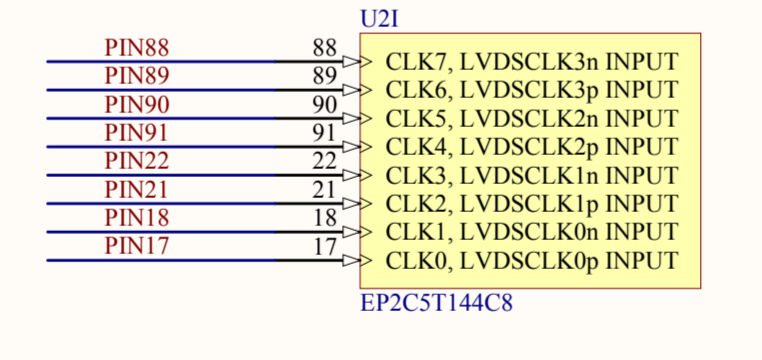 U2I
PIN88 88 CLK7, LVDSCLK3n INPUT
PIN89 89 CLK6, LVDSCLK3p INPUT
PIN90 90 CLK5, LVDSCLK2n INPUT
PIN91 91 CLK4, LVDSCLK2p INPUT
PIN22 22 CLK3, LVDSCLK1n INPUT
PIN21 21 CLK2, LVDSCLK1p INPUT
PIN18 18 CLK1, LVDSCLK0n INPUT
PIN17 17 CLK0, LVDSCLK0p INPUT
EP2C5T144C8